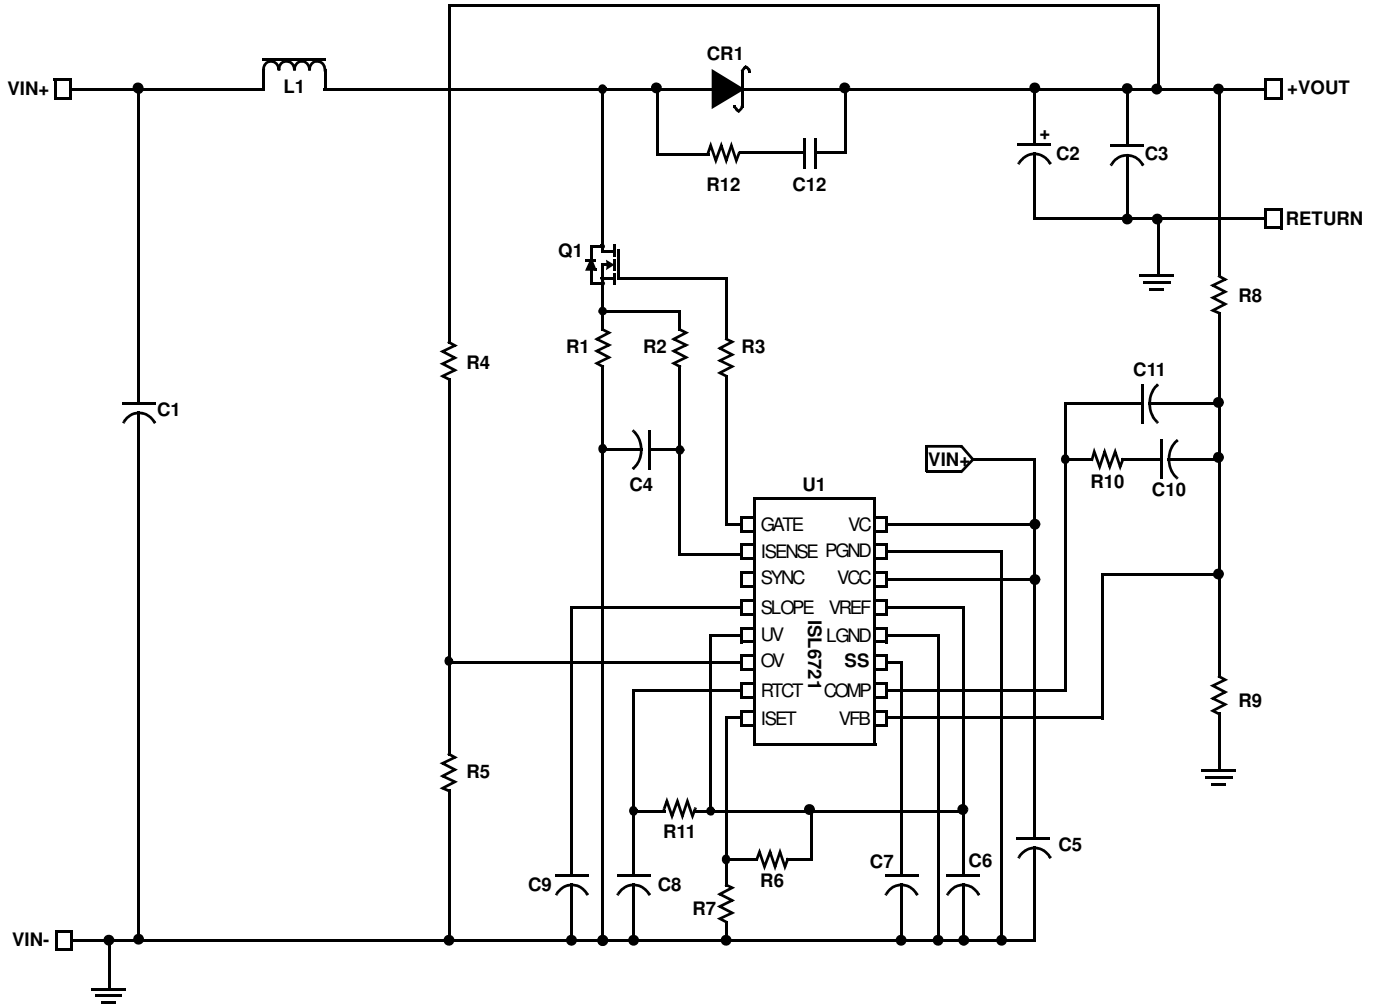 CR1
VIN+
L1
+VOUT
+
C2
C3
R12
C12
RETURN
Q1
R8
R1
R2
R3
R4
C11
C1
VIN+
C4
R10
C10
U1
GATE
VC
ISENSE
PGND
SYNC
VCC
SLOPE
VREF
UV
LGND
OV
SS
RTCT
COMP
ISET
VFB
ISL6721
R9
R5
R11
C5
R6
C7
C6
C9
C8
R7
VIN-